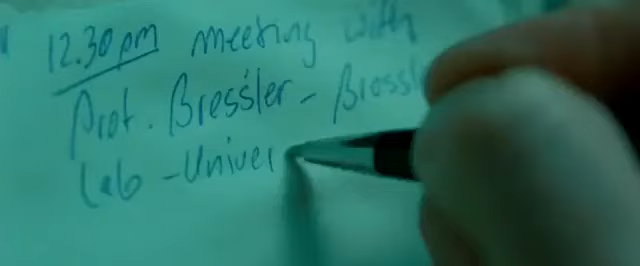 12.30pm meeting with
Prof. Bressler - Bressl
Lab - Univer